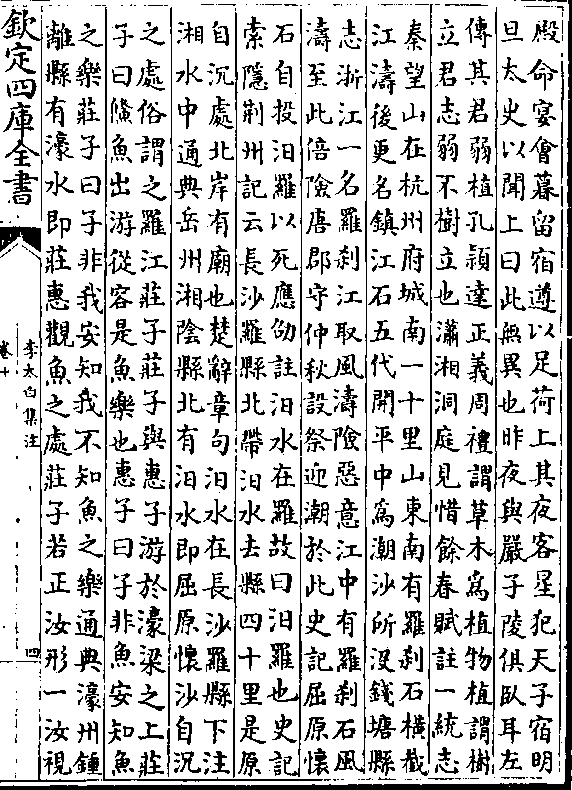 殿命宴會暮留宿遵以足荷上其夜客星犯天子宿明
旦太史以聞上曰此無異也昨夜與嚴子陵俱臥耳左
傳其君弱植孔頴達正義周禮謂草木為植物植謂樹
立君志弱不樹立也瀟湘洞庭見惜餘春賦註一統志
秦望山在杭州府城南一十里山東南有羅刹石橫截
江濤後更名鎮江石五代開平中為潮沙所沒錢塘縣
志浙江一名羅刹江取風濤險惡意江中有羅刹石風
濤至此倍險唐郡守仲秋設祭迎潮於此史記屈原懷
石自投汨羅以死應劭註汨水在羅故曰汨羅也史記
索隱荆州記云長沙羅縣北帶汨水去縣四十里是原
自沉處北岸有廟也楚辭章句汨水在長沙羅縣下注
湘水中通典岳州湘陰縣北有汨水即屈原懷沙自沉
之處俗謂之羅江莊子莊子與惠子游於濠梁之上莊
子曰鯈魚出游從容是魚樂也惠子曰子非魚安知魚
之樂莊子曰子非我安知我不知魚之樂通典濠州鍾
離縣有濠水即莊惠觀魚之處莊子若正汝形一汝視
欽定四庫全書
李太白集注
卷十
四